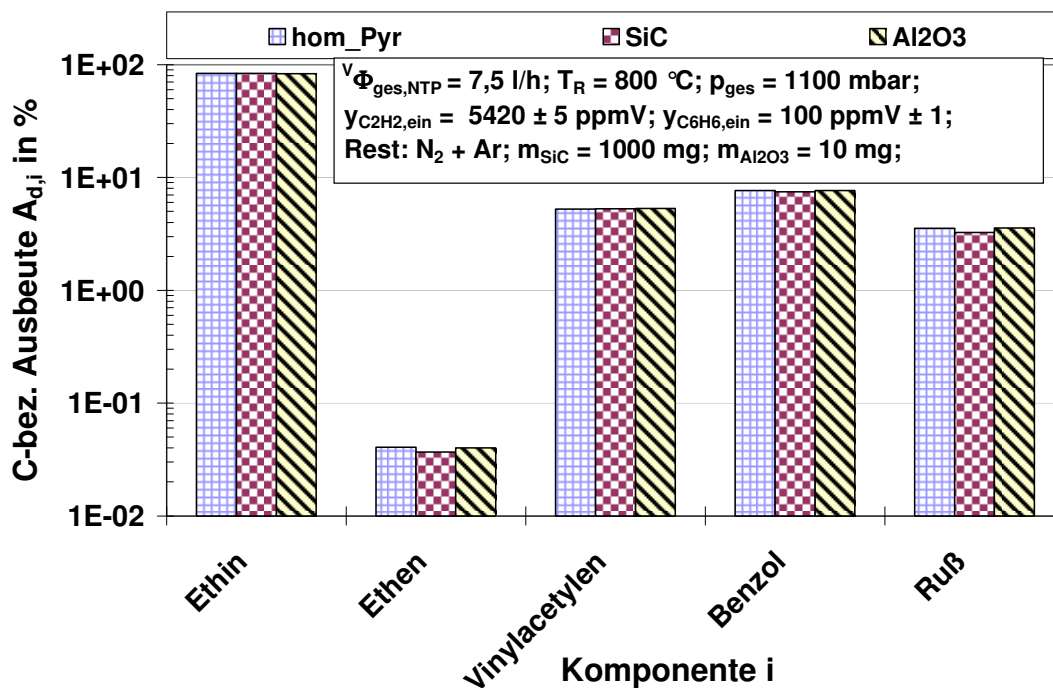 hom_Pyr SiC Al2O3
VΦges,NTP = 7,5 l/h; TR = 800 °C; pges = 1100 mbar;
yC2H2,ein = 5420 ± 5 ppmV; yC6H6,ein = 100 ppmV ± 1;
Rest: N2 + Ar; mSiC = 1000 mg; mAl2O3 = 10 mg;
C-bez. Ausbeute Ad,i in %
1E+02
1E+01
1E+00
1E-01
1E-02
Ethin
Ethen
Vinylacetylen
Benzol
Ruß
Komponente i